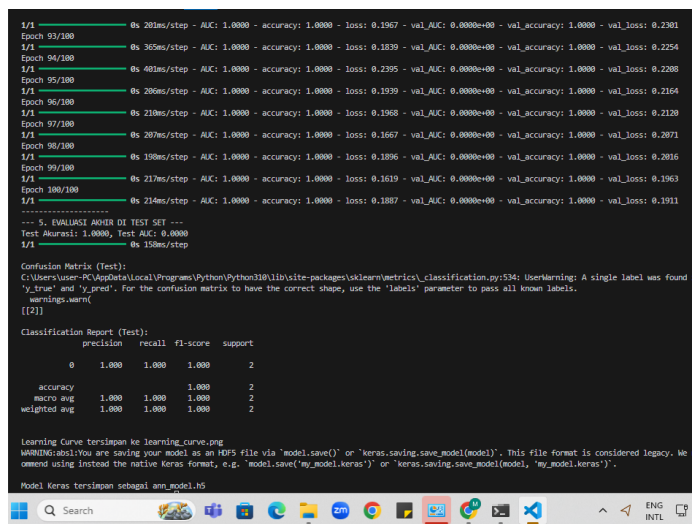 1/1 0s 201ms/step - AUC: 1.0000 - accuracy: 1.0000 - loss: 0.1967 - val_AUC: 0.0000e+00 - val_accuracy: 1.0000 - val_loss: 0.2301
Epoch 93/100
1/1 0s 365ms/step - AUC: 1.0000 - accuracy: 1.0000 - loss: 0.1839 - val_AUC: 0.0000e+00 - val_accuracy: 1.0000 - val_loss: 0.2254
Epoch 94/100
1/1 0s 401ms/step - AUC: 1.0000 - accuracy: 1.0000 - loss: 0.2395 - val_AUC: 0.0000e+00 - val_accuracy: 1.0000 - val_loss: 0.2208
Epoch 95/100
1/1 0s 206ms/step - AUC: 1.0000 - accuracy: 1.0000 - loss: 0.1939 - val_AUC: 0.0000e+00 - val_accuracy: 1.0000 - val_loss: 0.2164
Epoch 96/100
1/1 0s 210ms/step - AUC: 1.0000 - accuracy: 1.0000 - loss: 0.1968 - val_AUC: 0.0000e+00 - val_accuracy: 1.0000 - val_loss: 0.2120
Epoch 97/100
1/1 0s 207ms/step - AUC: 1.0000 - accuracy: 1.0000 - loss: 0.1667 - val_AUC: 0.0000e+00 - val_accuracy: 1.0000 - val_loss: 0.2071
Epoch 98/100
1/1 0s 198ms/step - AUC: 1.0000 - accuracy: 1.0000 - loss: 0.1896 - val_AUC: 0.0000e+00 - val_accuracy: 1.0000 - val_loss: 0.2016
Epoch 99/100
1/1 0s 217ms/step - AUC: 1.0000 - accuracy: 1.0000 - loss: 0.1619 - val_AUC: 0.0000e+00 - val_accuracy: 1.0000 - val_loss: 0.1963
Epoch 100/100
1/1 0s 214ms/step - AUC: 1.0000 - accuracy: 1.0000 - loss: 0.1887 - val_AUC: 0.0000e+00 - val_accuracy: 1.0000 - val_loss: 0.1911
--------------------
--- 5. EVALUASI AKHIR DI TEST SET ---
Test Akurasi: 1.0000, Test AUC: 0.0000
1/1 0s 158ms/step
Confusion Matrix (Test):
C:\Users\user-PC\AppData\Local\Programs\Python\Python310\lib\site-packages\sklearn\metrics\_classification.py:534: UserWarning: A single label was found
'y_true' and 'y_pred'. For the confusion matrix to have the correct shape, use the 'labels' parameter to pass all known labels.
warnings.warn(
[[2]]
Classification Report (Test):
precision recall f1-score support
0 1.000 1.000 1.000 2
accuracy 1.000 2
macro avg 1.000 1.000 1.000 2
weighted avg 1.000 1.000 1.000 2
Learning Curve tersimpan ke learning_curve.png
WARNING:absl:You are saving your model as an HDF5 file via `model.save()` or `keras.saving.save_model(model)`. This file format is considered legacy. We
ommend using instead the native Keras format, e.g. `model.save('my_model.keras')` or `keras.saving.save_model(model, 'my_model.keras')`.
Model Keras tersimpan sebagai ann_model.h5
Search zm ENG
INTL